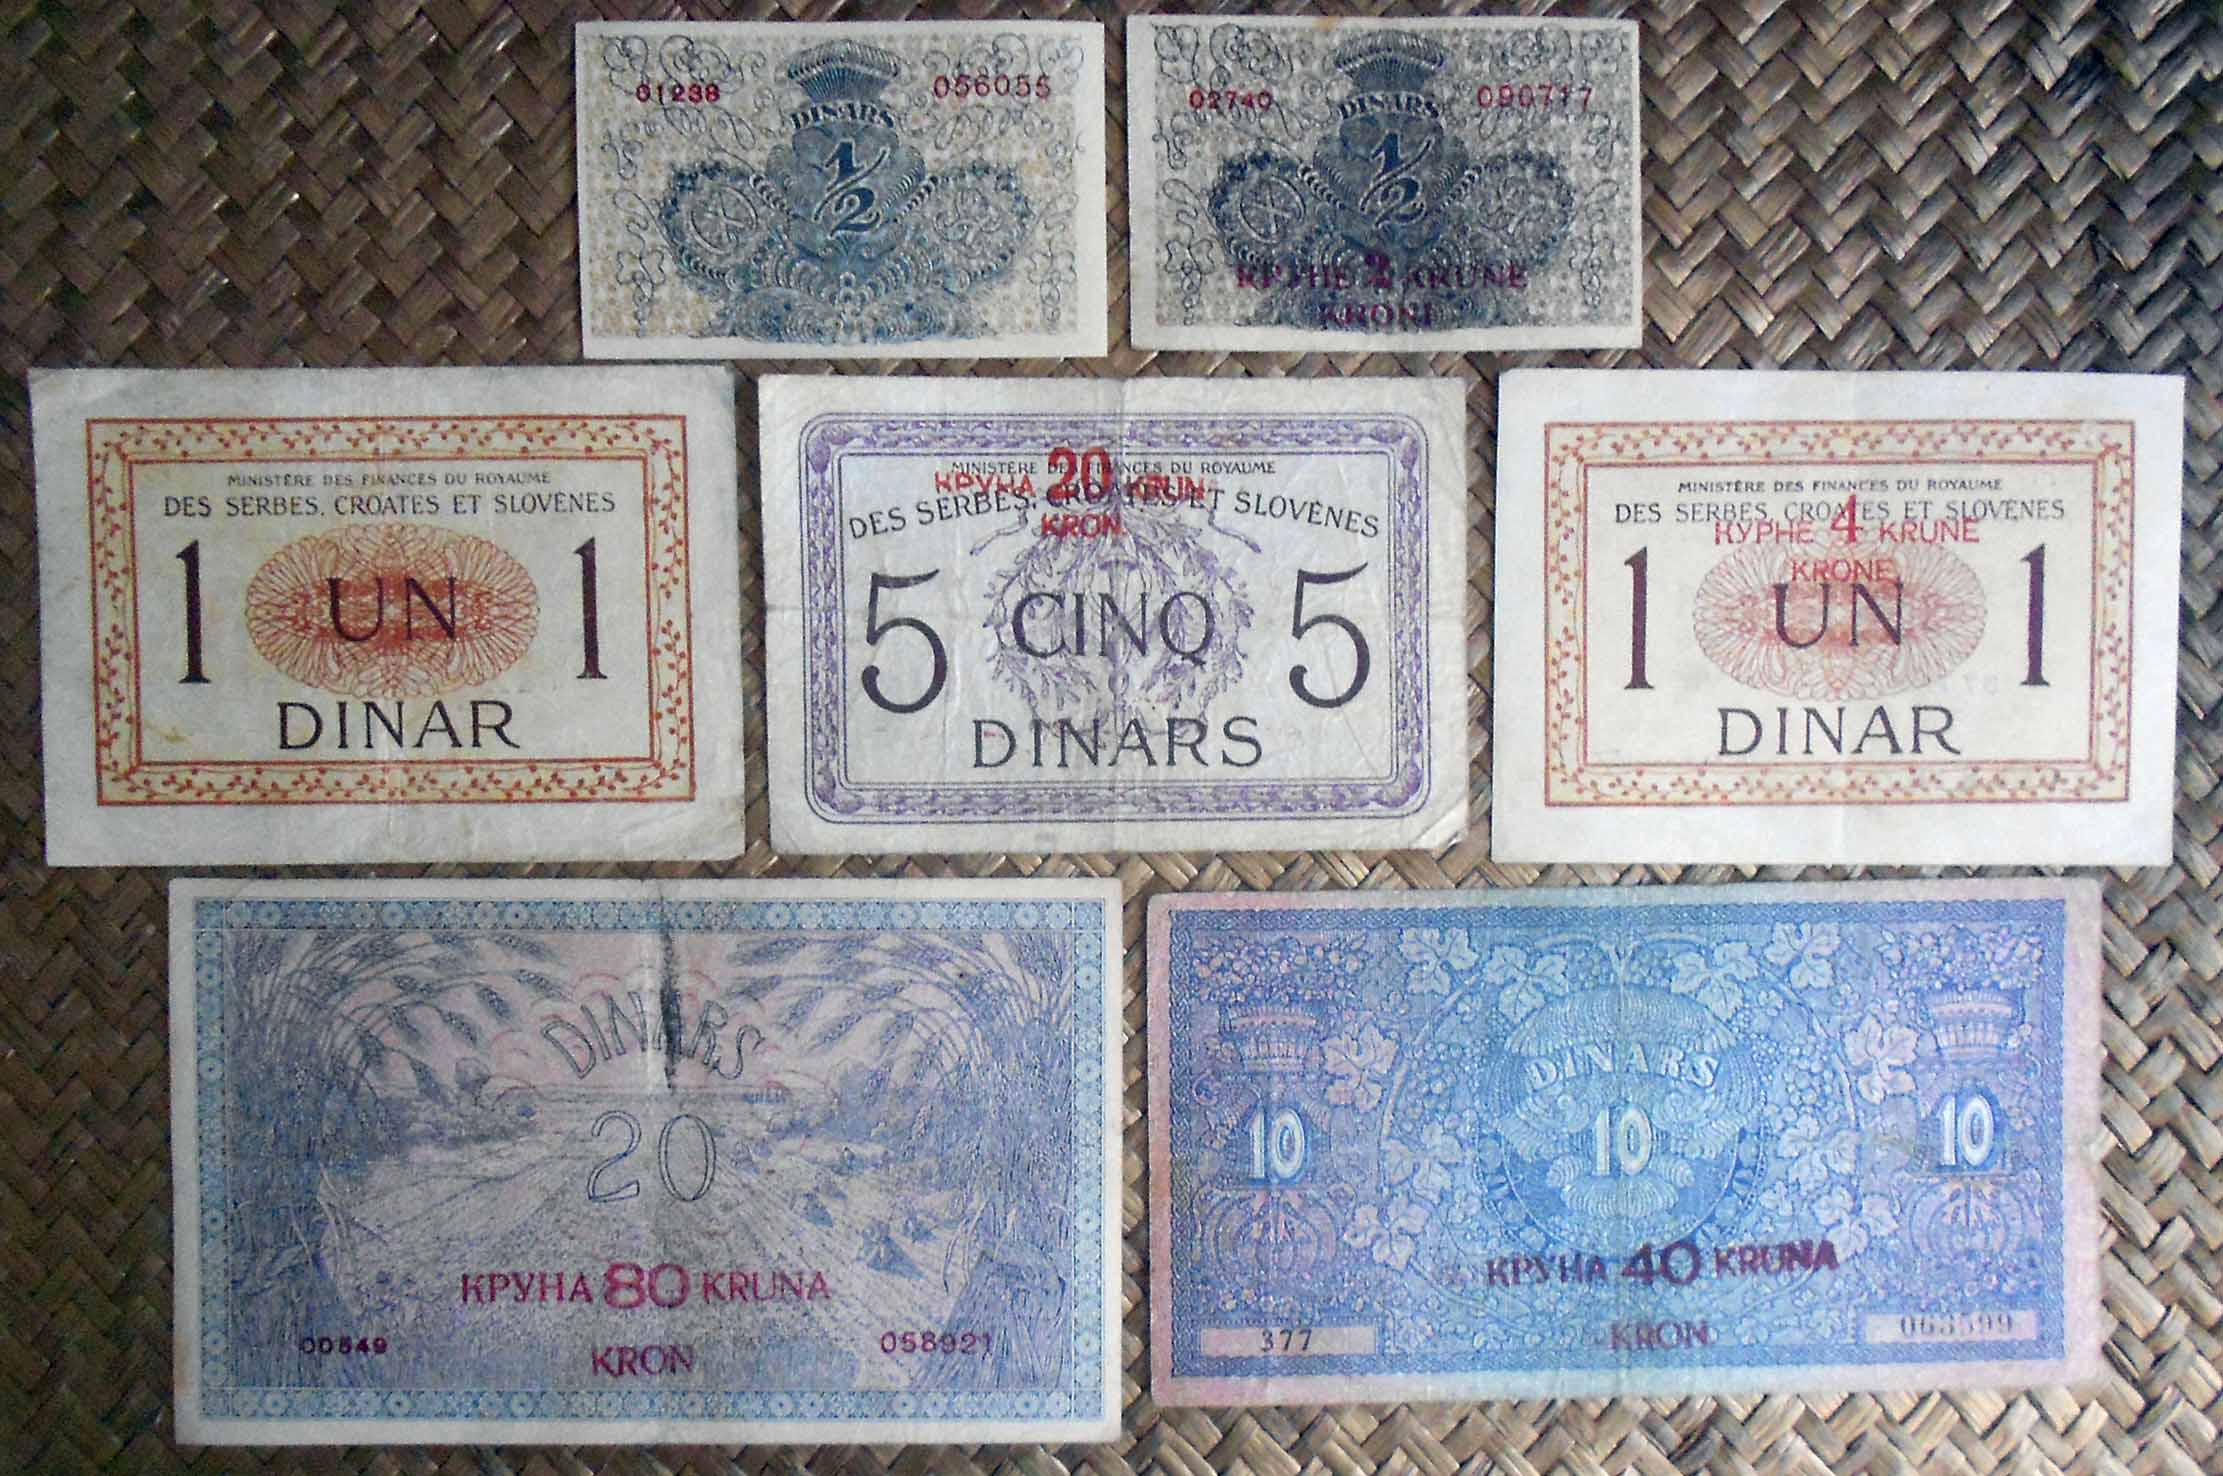 01238 056055
DINARS
1/2
02740 090717
DINARS
1/2
КРУНЕ 2 KRUNE
KRONI
MINISTÈRE DES FINANCES DU ROYAUME
DES SERBES, CROATES ET SLOVÈNES
1 UN 1
DINAR
MINISTÈRE DES FINANCES DU ROYAUME
КРУНА 20 KRUNA
DES SERBES, CROATES ET SLOVÈNES
KRON
5 CINQ 5
DINARS
MINISTÈRE DES FINANCES DU ROYAUME
DES SERBES, CROATES ET SLOVÈNES
КУРНЕ 4 KRUNE
KRONE
1 UN 1
DINAR
DINARS
20
КРУНА 80 KRUNA
00549 058921
KRON
DINARS
10 10 10
КРУНА 40 KRUNA
377 063599
KRON